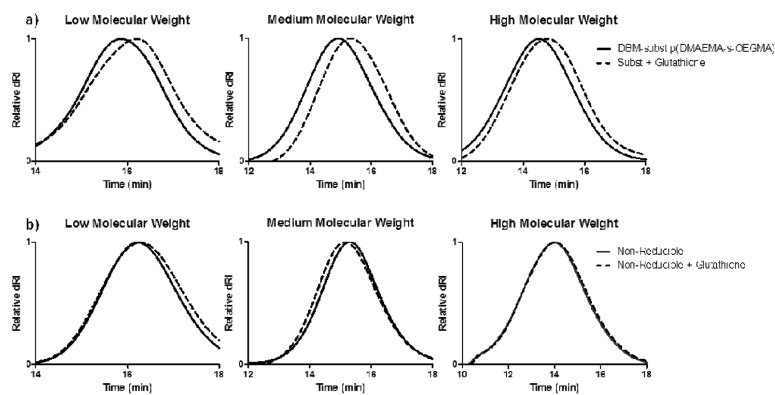 a)
Low Molecular Weight
Medium Molecular Weight
High Molecular Weight
DBM-subst p(DMAEMA-s-OEGMA)
Subst + Glutathione
Relative dRI
1
0
14 16 18
Time (min)
Relative dRI
1
0
12 14 16 18
Time (min)
Relative dRI
1
0
12 14 16 18
Time (min)
b)
Low Molecular Weight
Medium Molecular Weight
High Molecular Weight
Non-Reducible
Non-Reducible + Glutathione
Relative dRI
1
0
14 16 18
Time (min)
Relative dRI
1
0
12 14 16 18
Time (min)
Relative dRI
1
0
10 12 14 16 18
Time (min)